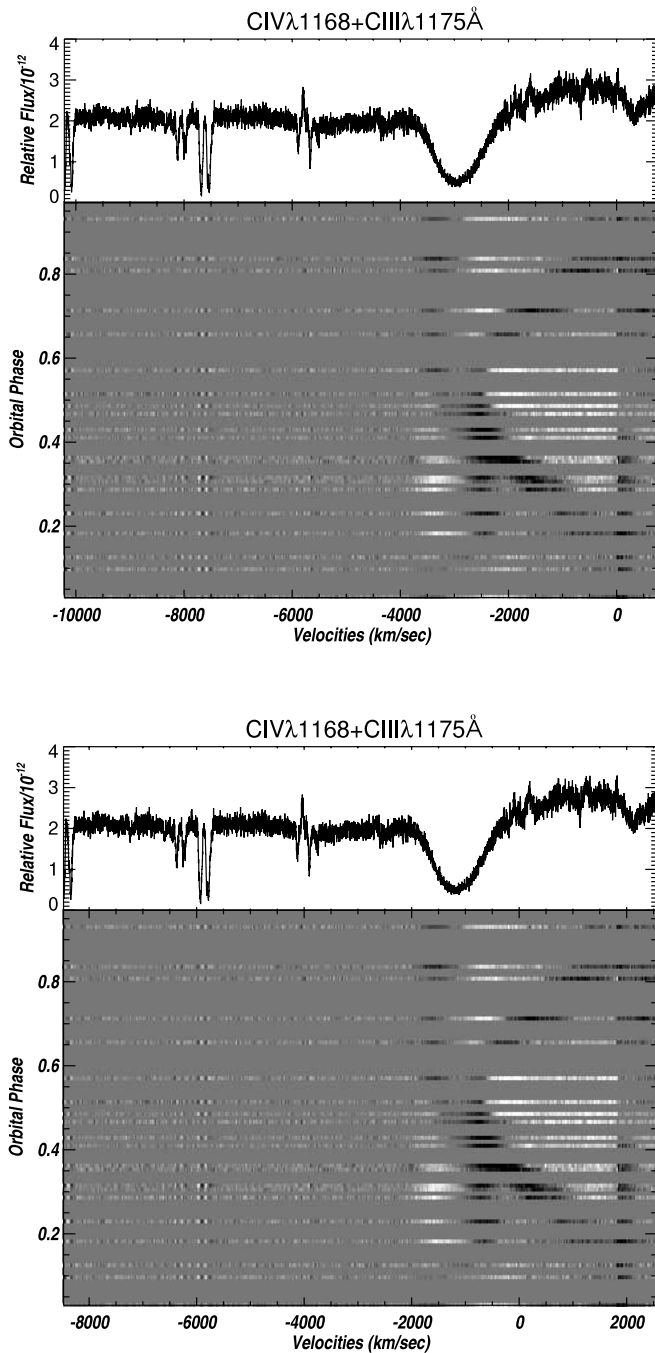 CIVλ1168+CIIIλ1175Å
4
3
2
1
0
Relative Flux/10⁻¹²
0.8
0.6
0.4
0.2
Orbital Phase
-10000 -8000 -6000 -4000 -2000 0
Velocities (km/sec)
CIVλ1168+CIIIλ1175Å
4
3
2
1
0
Relative Flux/10⁻¹²
0.8
0.6
0.4
0.2
Orbital Phase
-8000 -6000 -4000 -2000 0 2000
Velocities (km/sec)